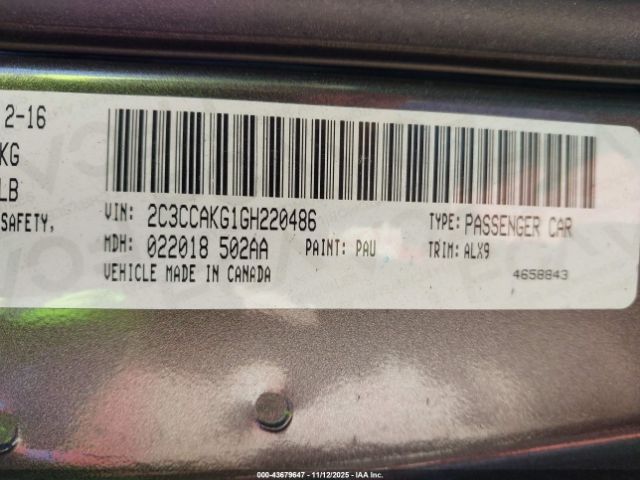 2-16
KG
LB
SAFETY,
VIN: 2C3CCAKG1GH220486 TYPE: PASSENGER CAR
MDH: 022018 502AA PAINT: PAU TRIM: ALX9
VEHICLE MADE IN CANADA 4658843
000-43679647 - 11/12/2025 - IAA Inc.